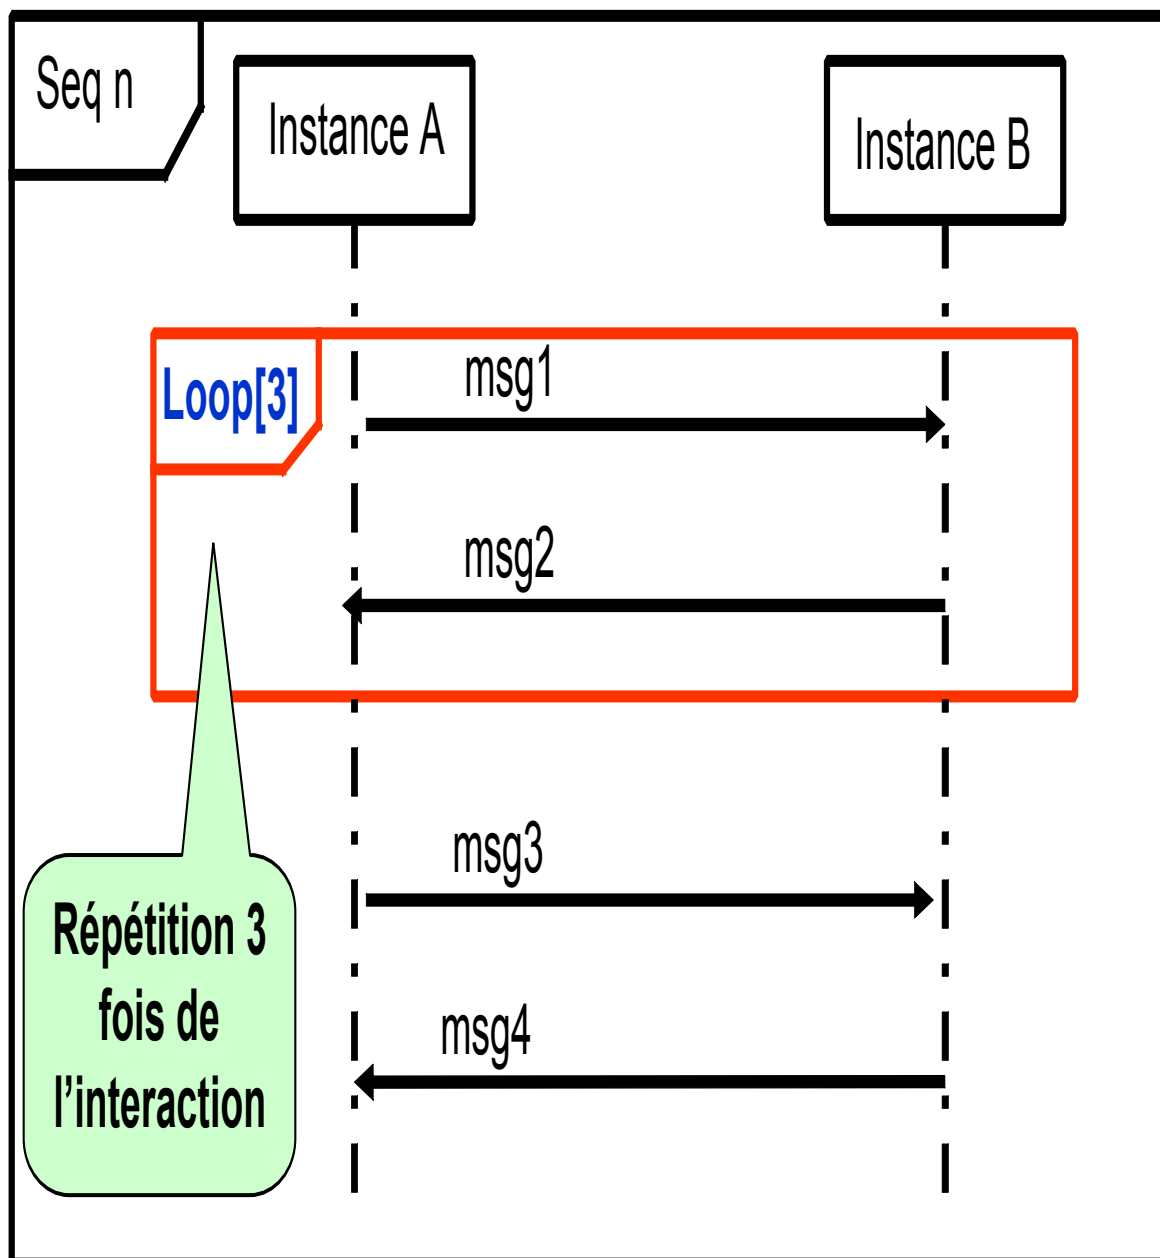 Seq n
Instance A
Instance B
Loop[3]
msg1
msg2
msg3
msg4
Répétition 3
fois de
l’interaction